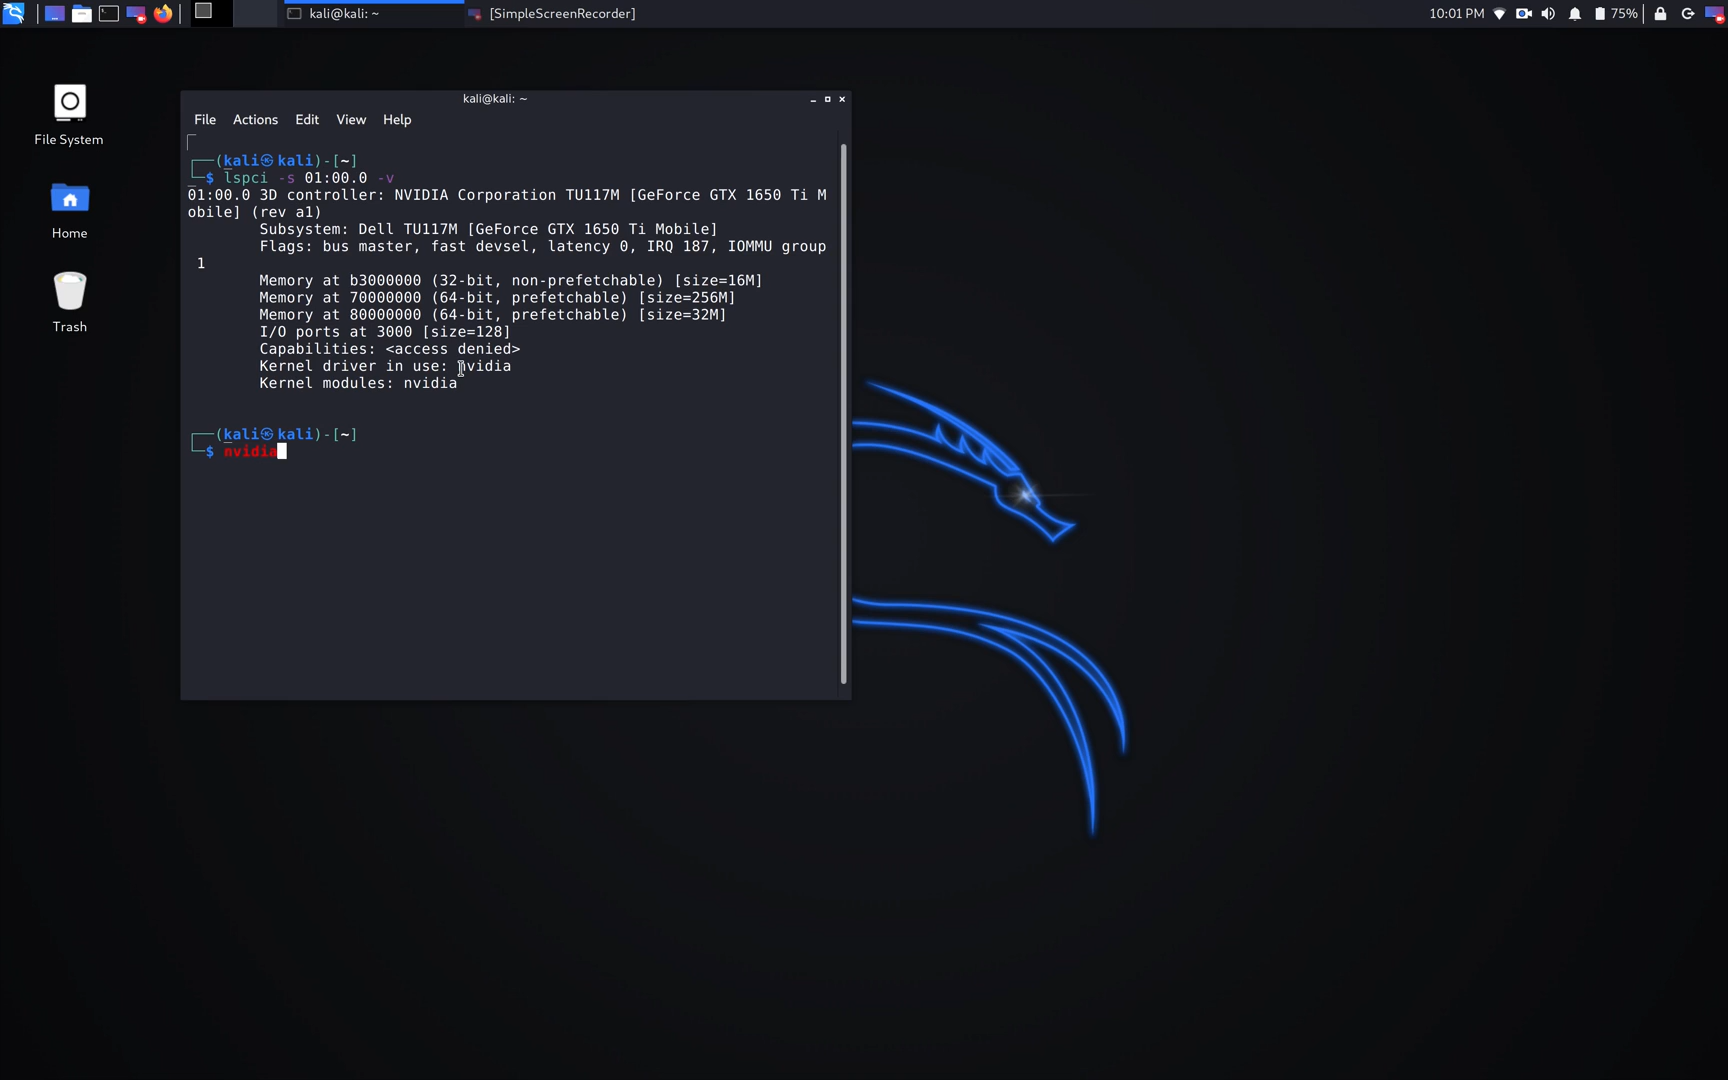 kali@kali: ~
[SimpleScreenRecorder]
10:01 PM
75%
File System
Home
Trash
kali@kali: ~
File Actions Edit View Help
┌──(kali㉿kali)-[~]
└─$ lspci -s 01:00.0 -v
01:00.0 3D controller: NVIDIA Corporation TU117M [GeForce GTX 1650 Ti M
obile] (rev a1)
Subsystem: Dell TU117M [GeForce GTX 1650 Ti Mobile]
Flags: bus master, fast devsel, latency 0, IRQ 187, IOMMU group
1
Memory at b3000000 (32-bit, non-prefetchable) [size=16M]
Memory at 70000000 (64-bit, prefetchable) [size=256M]
Memory at 80000000 (64-bit, prefetchable) [size=32M]
I/O ports at 3000 [size=128]
Capabilities: <access denied>
Kernel driver in use: nvidia
Kernel modules: nvidia
┌──(kali㉿kali)-[~]
└─$ nvidia